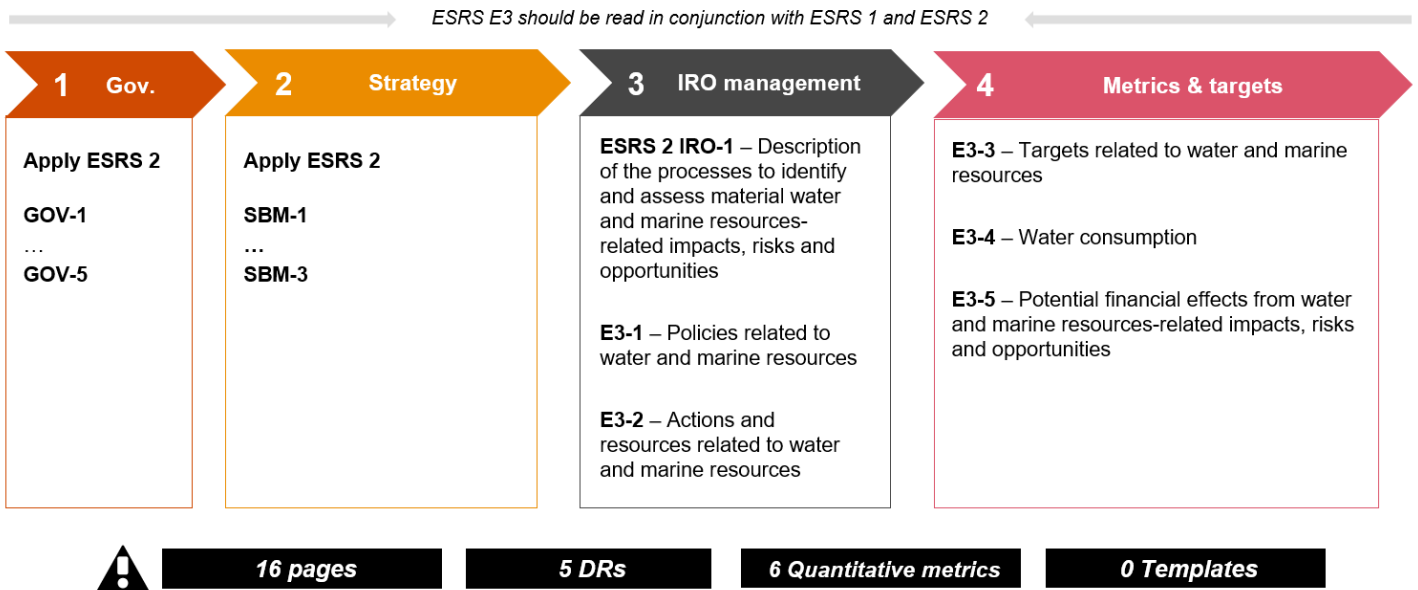 ESRS E3 should be read in conjunction with ESRS 1 and ESRS 2
1 Gov.
Apply ESRS 2
GOV-1
...
GOV-5
2 Strategy
Apply ESRS 2
SBM-1
...
SBM-3
3 IRO management
ESRS 2 IRO-1 – Description
of the processes to identify
and assess material water
and marine resources-
related impacts, risks and
opportunities
E3-1 – Policies related to
water and marine resources
E3-2 – Actions and
resources related to water
and marine resources
4 Metrics & targets
E3-3 – Targets related to water and marine
resources
E3-4 – Water consumption
E3-5 – Potential financial effects from water
and marine resources-related impacts, risks
and opportunities
16 pages
5 DRs
6 Quantitative metrics
0 Templates